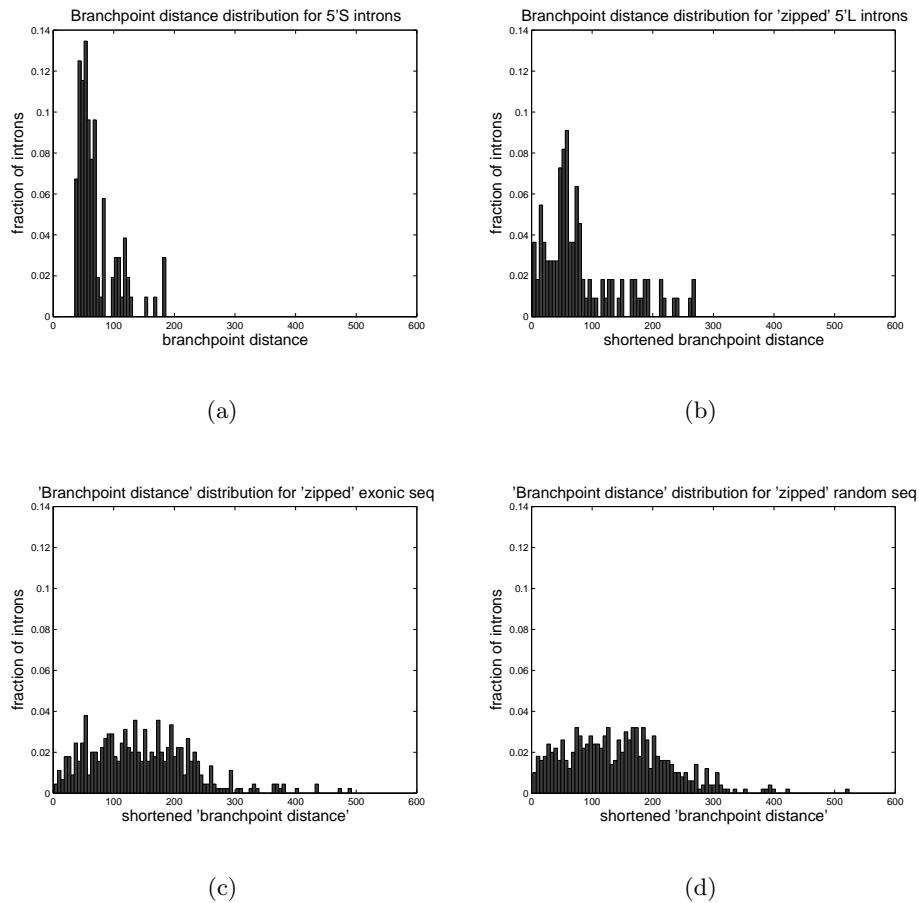 Branchpoint distance distribution for 5'S introns
0.14
0.12
0.1
0.08
0.06
0.04
0.02
0
fraction of introns
0 100 200 300 400 500 600
branchpoint distance
(a)
Branchpoint distance distribution for 'zipped' 5'L introns
0.14
0.12
0.1
0.08
0.06
0.04
0.02
0
fraction of introns
0 100 200 300 400 500 600
shortened branchpoint distance
(b)
'Branchpoint distance' distribution for 'zipped' exonic seq
0.14
0.12
0.1
0.08
0.06
0.04
0.02
0
fraction of introns
0 100 200 300 400 500 600
shortened 'branchpoint distance'
(c)
'Branchpoint distance' distribution for 'zipped' random seq
0.14
0.12
0.1
0.08
0.06
0.04
0.02
0
fraction of introns
0 100 200 300 400 500 600
shortened 'branchpoint distance'
(d)